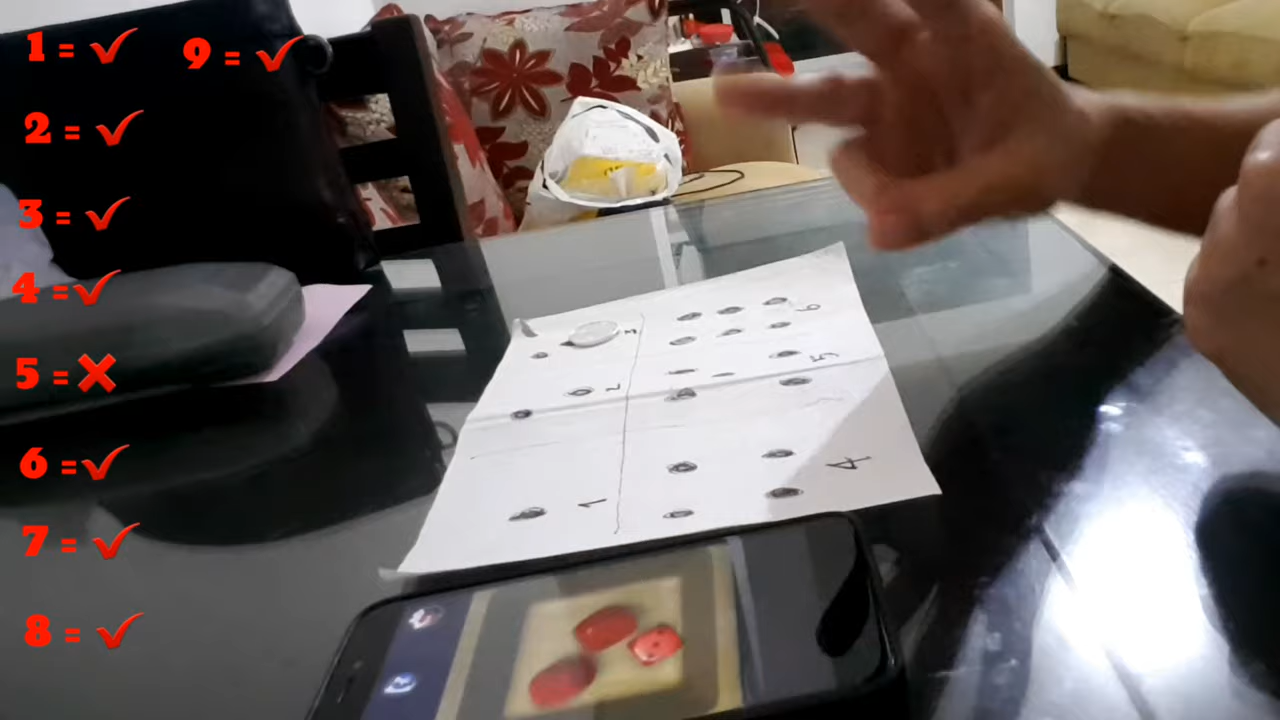 1 = ✓ 9 = ✓
2 = ✓
3 = ✓
4 = ✓
5 = ✗
6 = ✓
7 = ✓
8 = ✓
3
6
2
5
1
4